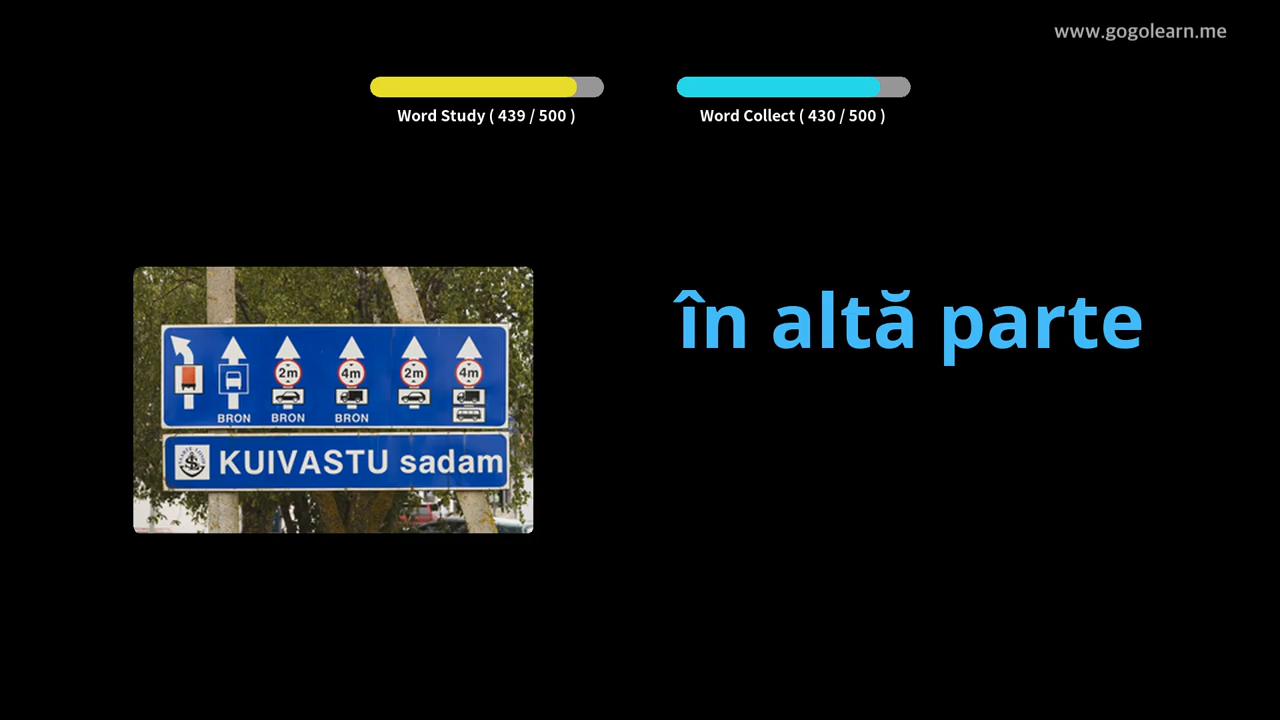 www.gogolearn.me
Word Study ( 439 / 500 )
Word Collect ( 430 / 500 )
în altă parte
2m 4m 2m 4m
BRON BRON BRON
KUIVASTU sadam